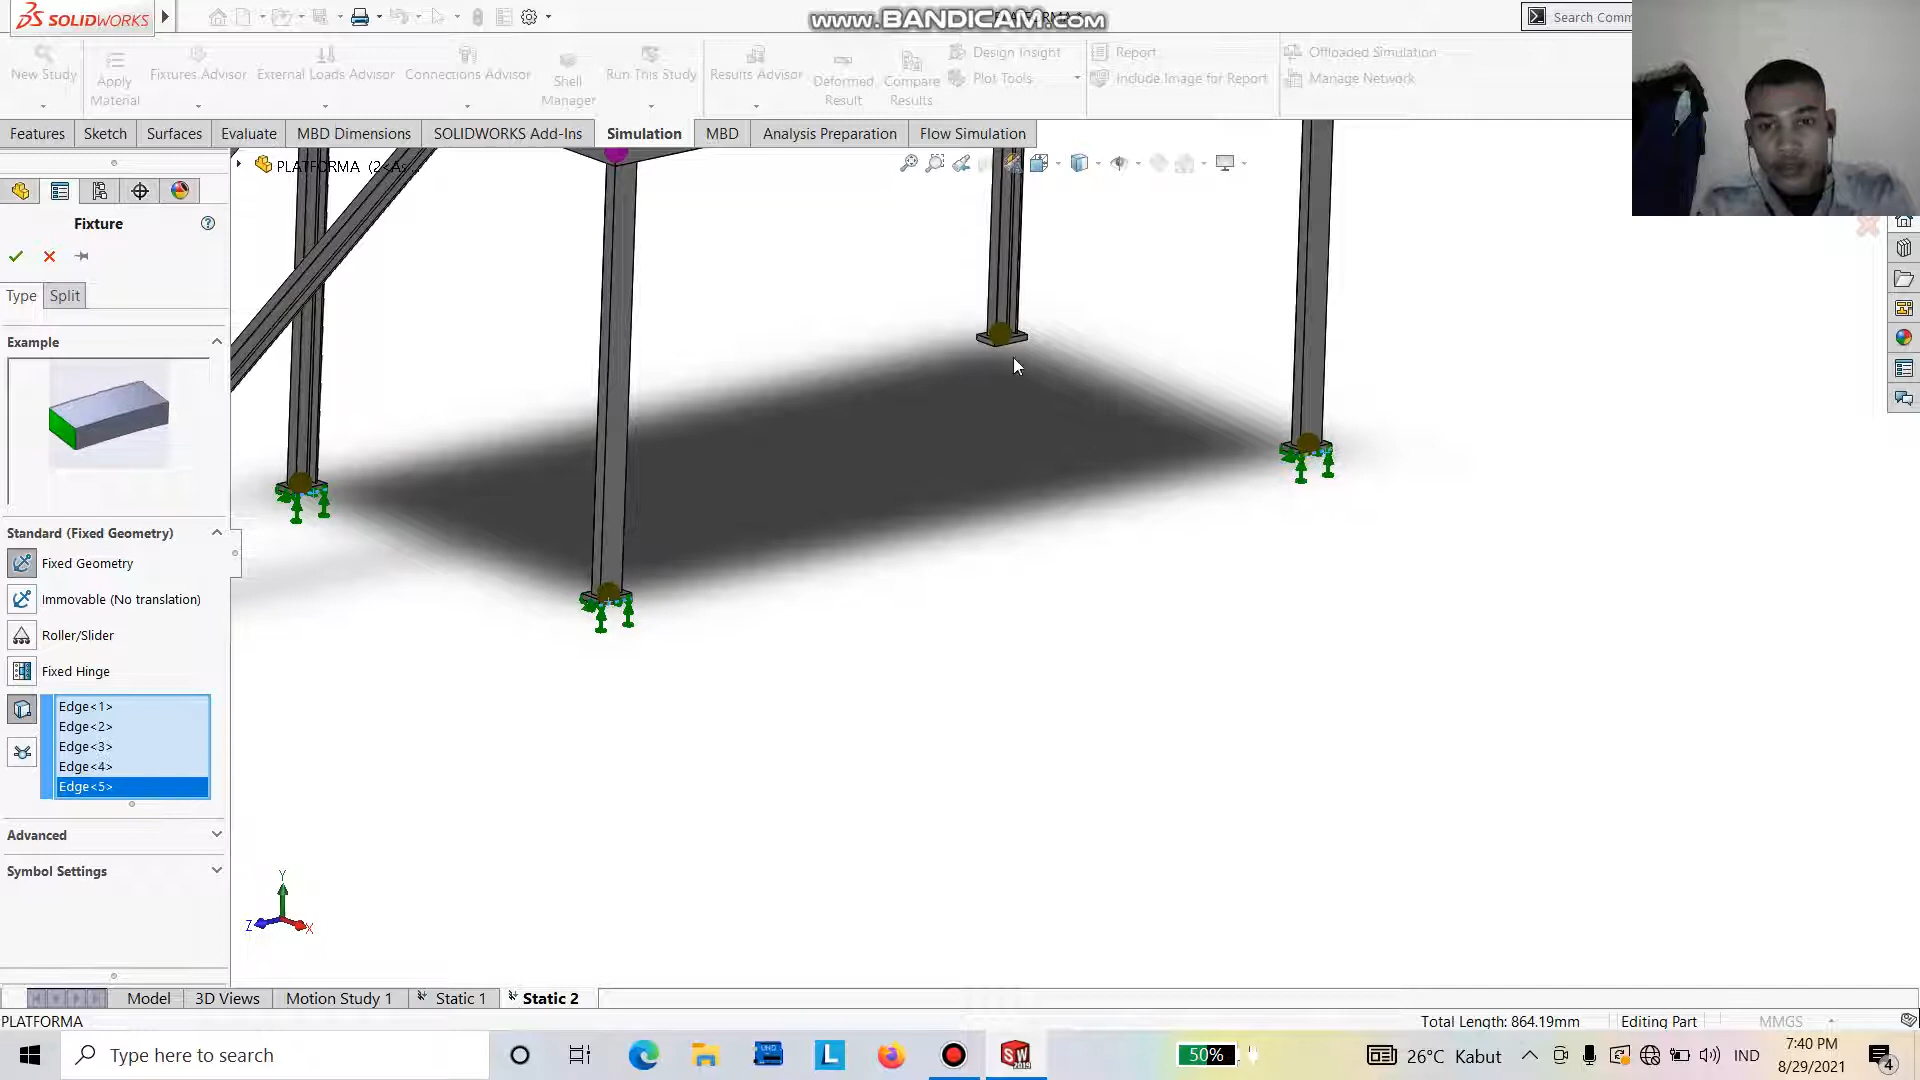 SOLIDWORKS
www.BANDICAM.com
Search Comm
New Study
Apply Material
Fixtures Advisor
External Loads Advisor
Connections Advisor
Shell Manager
Run This Study
Results Advisor
Deformed Result
Compare Results
Design Insight
Plot Tools
Report
Include Image for Report
Offloaded Simulation
Manage Network
Features
Sketch
Surfaces
Evaluate
MBD Dimensions
SOLIDWORKS Add-Ins
Simulation
MBD
Analysis Preparation
Flow Simulation
PLATFORMA (2<As...
Fixture
Type
Split
Example
Standard (Fixed Geometry)
Fixed Geometry
Immovable (No translation)
Roller/Slider
Fixed Hinge
Edge<1>
Edge<2>
Edge<3>
Edge<4>
Edge<5>
Advanced
Symbol Settings
Y
Z
X
Model
3D Views
Motion Study 1
Static 1
Static 2
PLATFORMA
Total Length: 864.19mm
Editing Part
MMGS
Type here to search
L
SW
2019
50%
26°C Kabut
IND
7:40 PM
8/29/2021
4